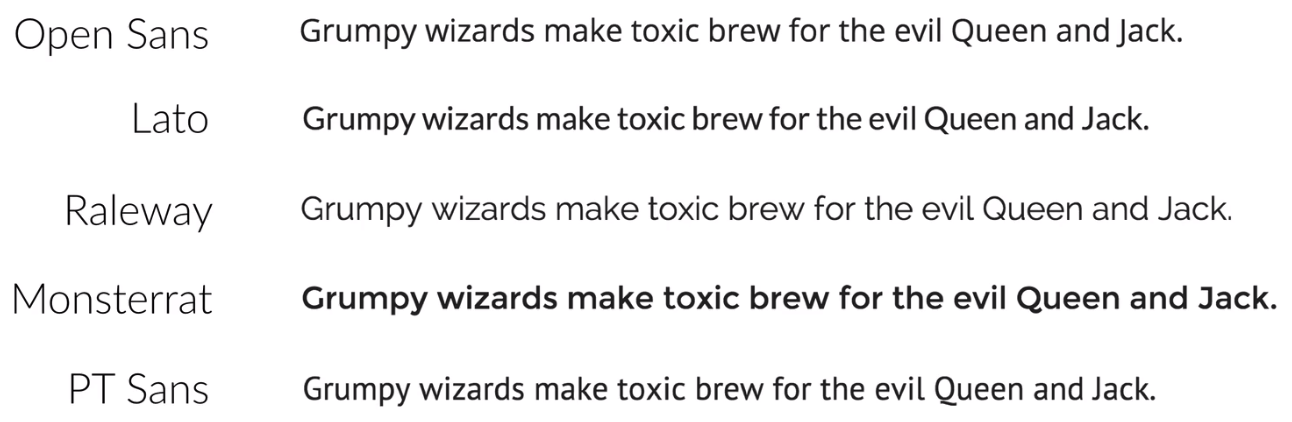 Open Sans Grumpy wizards make toxic brew for the evil Queen and Jack.
Lato Grumpy wizards make toxic brew for the evil Queen and Jack.
Raleway Grumpy wizards make toxic brew for the evil Queen and Jack.
Monsterrat Grumpy wizards make toxic brew for the evil Queen and Jack.
PT Sans Grumpy wizards make toxic brew for the evil Queen and Jack.